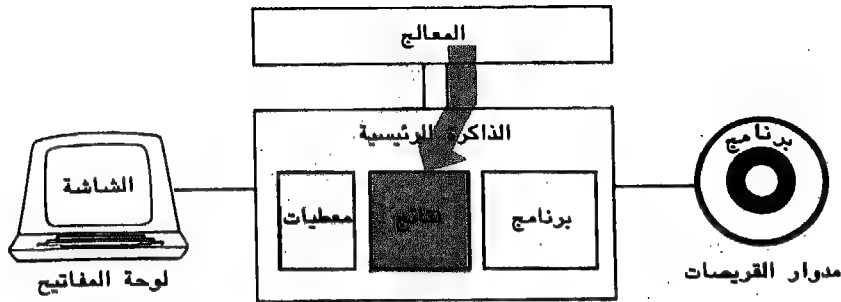 المعالج
الذاكرة الرئيسية
الشاشة
معطيات
نتائج
برنامج
برنامج
لوحة المفاتيح
مدوار القريصات